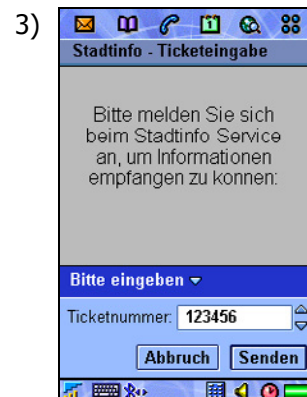 3)
Stadtinfo - Ticketeingabe
Bitte melden Sie sich
beim Stadtinfo Service
an, um Informationen
empfangen zu konnen:
Bitte eingeben
Ticketnummer: 123456
Abbruch Senden